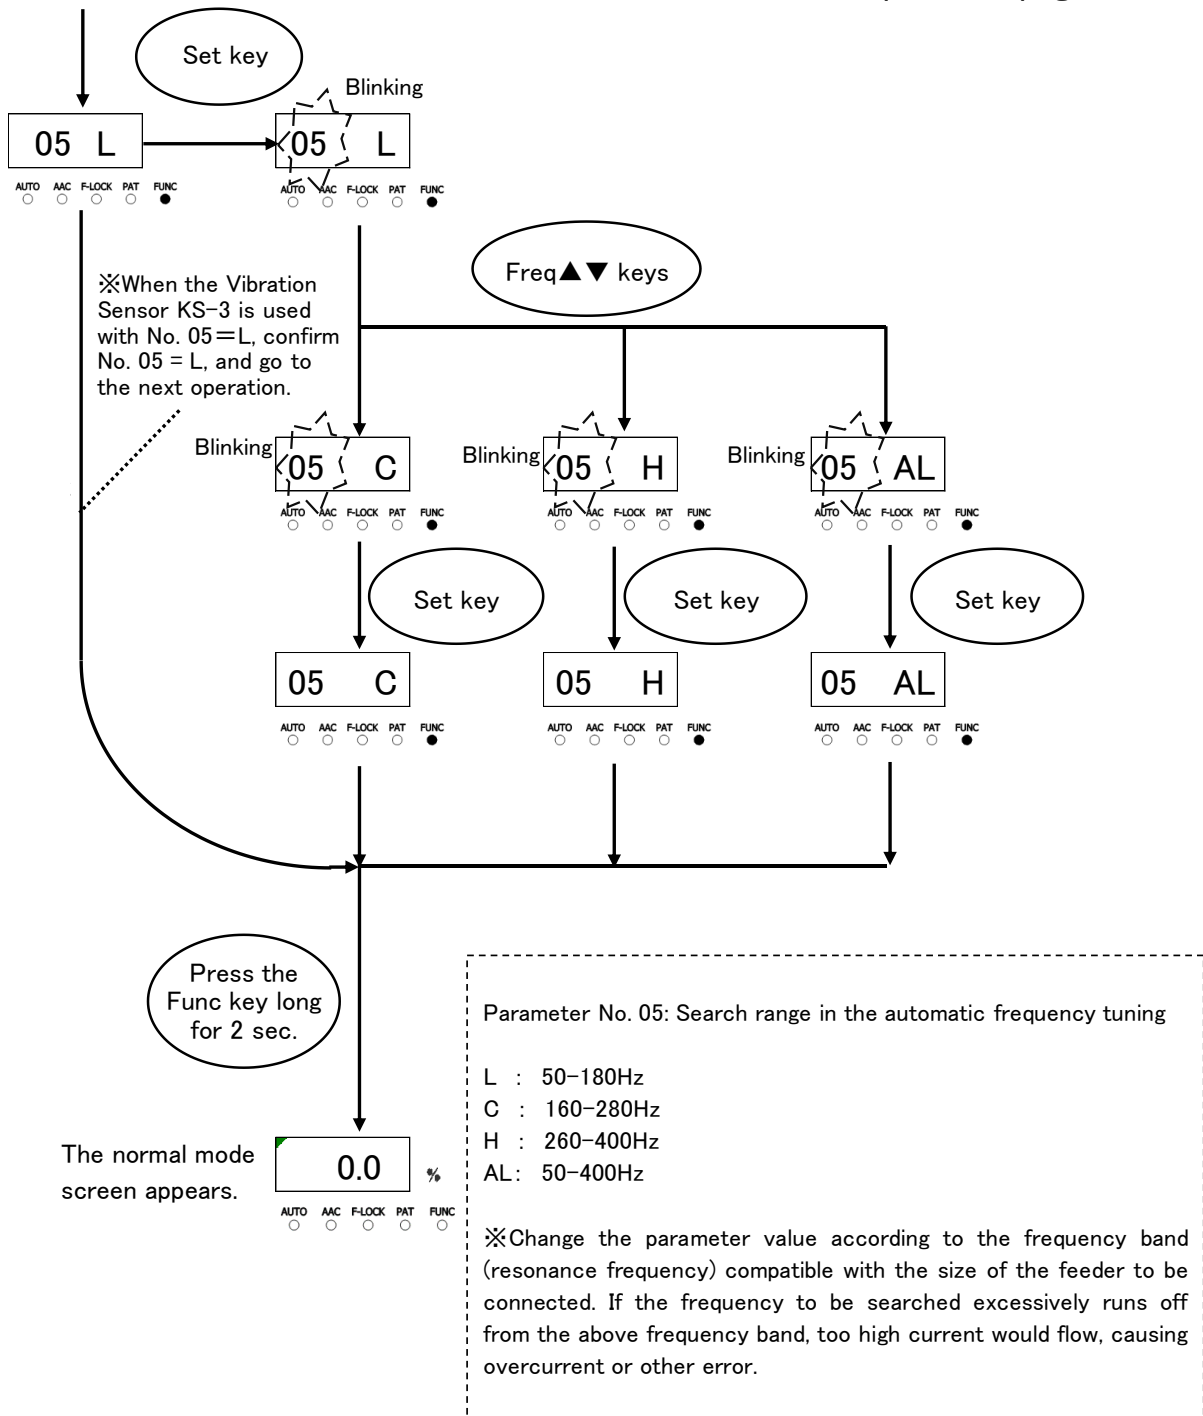 Set key
Blinking
05 L
05 L
AUTO AAC F-LOCK PAT FUNC
AUTO AAC F-LOCK PAT FUNC
Freq▲▼ keys
※When the Vibration
Sensor KS-3 is used
with No. 05＝L, confirm
No. 05 = L, and go to
the next operation.
Blinking
05 C
Blinking
05 H
Blinking
05 AL
AUTO AAC F-LOCK PAT FUNC
AUTO AAC F-LOCK PAT FUNC
AUTO AAC F-LOCK PAT FUNC
Set key
Set key
Set key
05 C
05 H
05 AL
AUTO AAC F-LOCK PAT FUNC
AUTO AAC F-LOCK PAT FUNC
AUTO AAC F-LOCK PAT FUNC
Press the
Func key long
for 2 sec.
The normal mode
screen appears.
0.0 %
AUTO AAC F-LOCK PAT FUNC
Parameter No. 05: Search range in the automatic frequency tuning
L : 50-180Hz
C : 160-280Hz
H : 260-400Hz
AL: 50-400Hz
※Change the parameter value according to the frequency band
(resonance frequency) compatible with the size of the feeder to be
connected. If the frequency to be searched excessively runs off
from the above frequency band, too high current would flow, causing
overcurrent or other error.